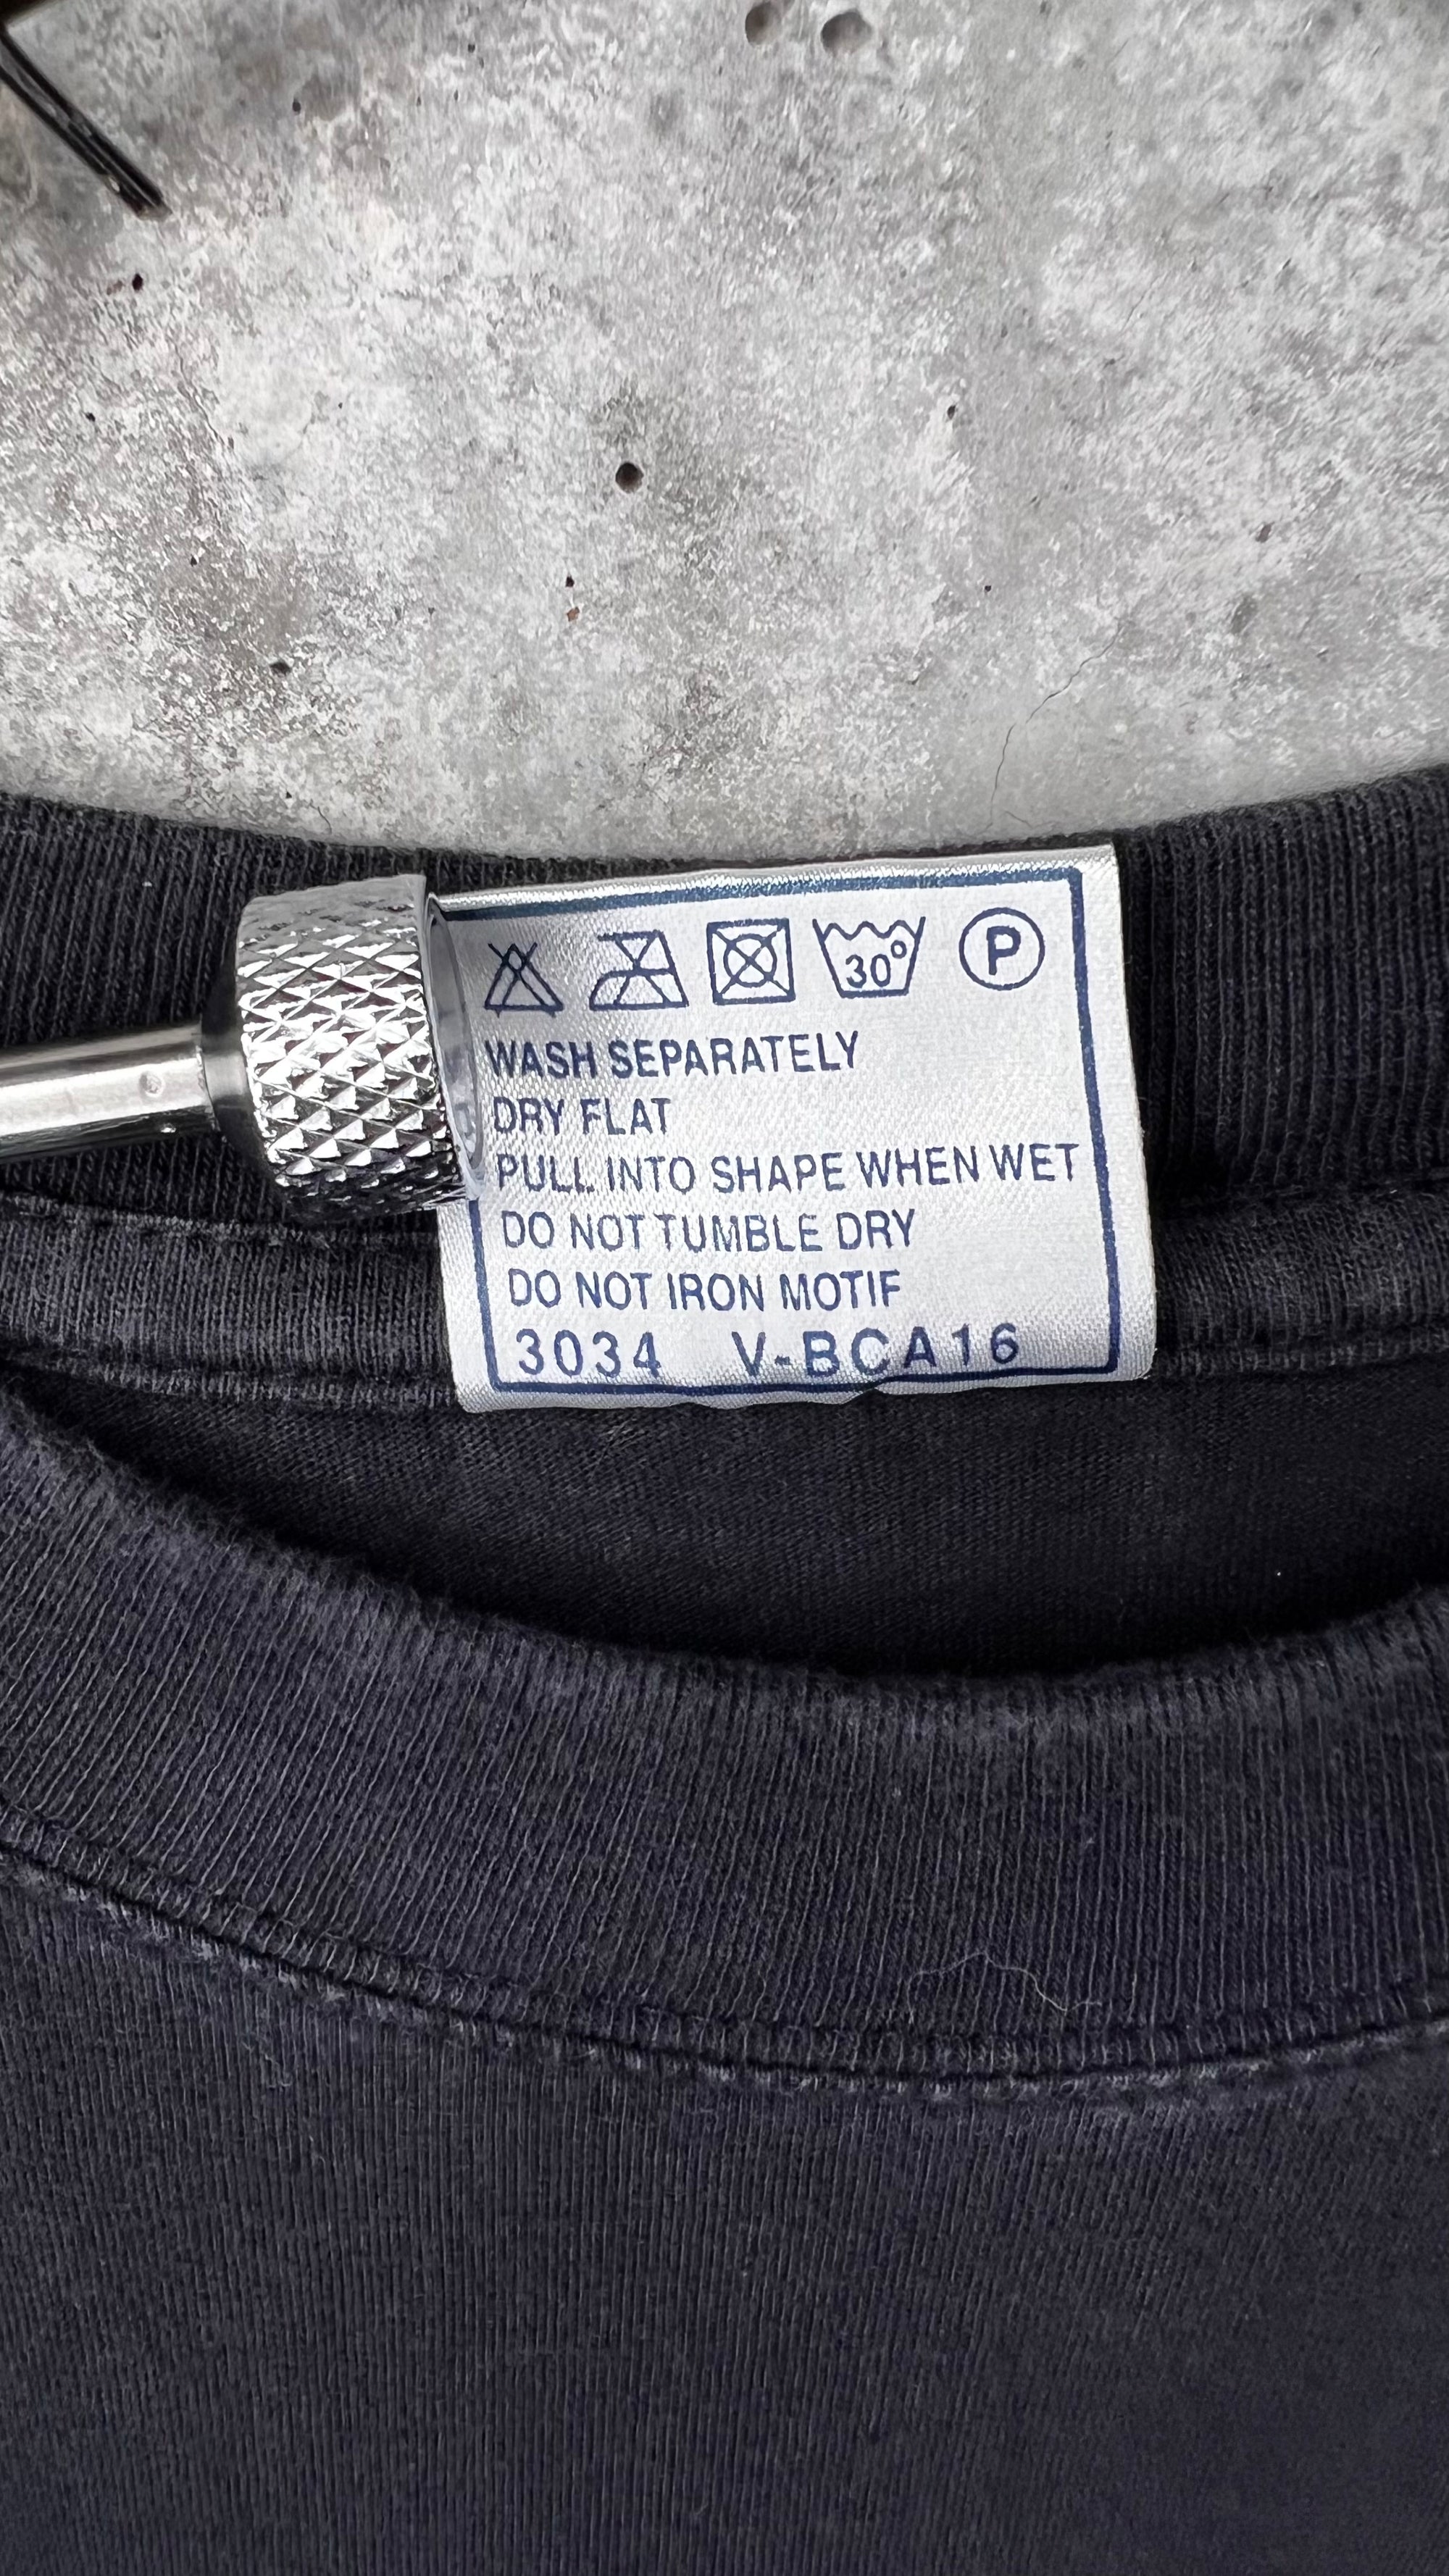 30° P
WASH SEPARATELY
DRY FLAT
PULL INTO SHAPE WHEN WET
DO NOT TUMBLE DRY
DO NOT IRON MOTIF
3034 V-BCA16